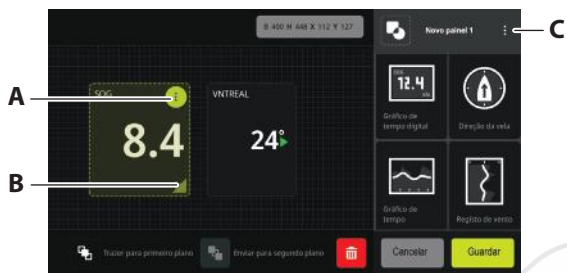 B 400 H 448 X 112 Y 127
Novo painel 1
C
A
SOG
i
VNTREAL
8.4
24°
B
12.4
Gráfico de
tempo digital
Direção da vela
Gráfico de
tempo
Registo de vento
Trazer para primeiro plano
Enviar para segundo plano
Cancelar
Guardar